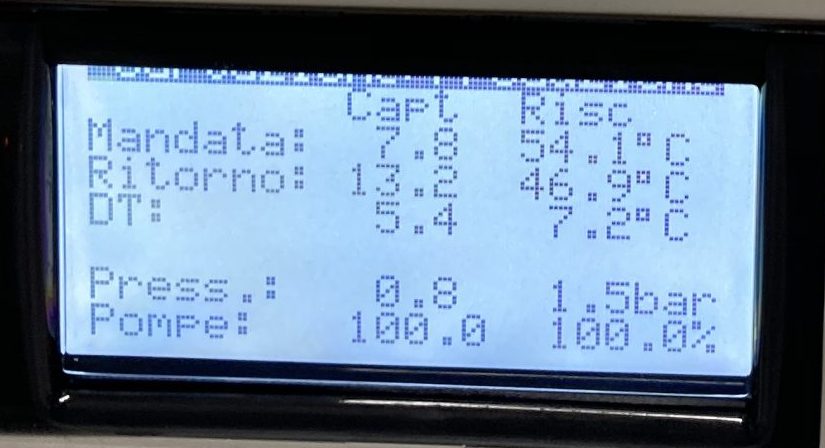 Capt Risc
Mandata: 7.8 54.1°C
Ritorno: 13.2 46.9°C
DT: 5.4 7.2°C
Press.: 0.8 1.5bar
Pompe: 100.0 100.0%